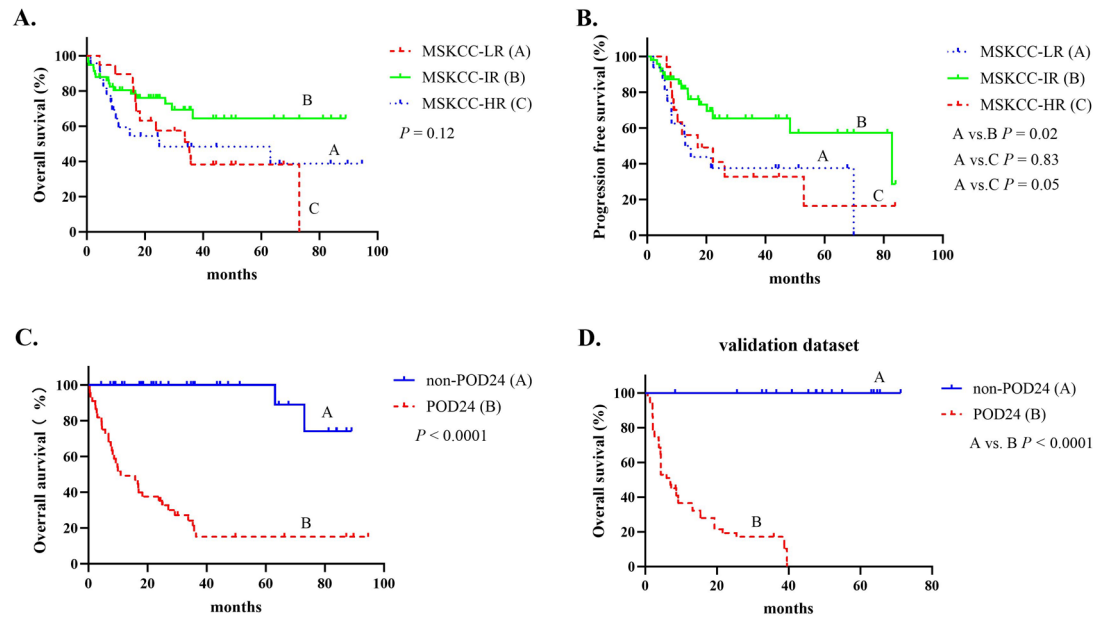 A.
Overall suvival (%)
100
80
60
40
20
0
0 20 40 60 80 100
months
B
A
C
MSKCC-LR (A)
MSKCC-IR (B)
MSKCC-HR (C)
P = 0.12
B.
Progression free survival (%)
100
80
60
40
20
0
0 20 40 60 80 100
months
B
A
C
MSKCC-LR (A)
MSKCC-IR (B)
MSKCC-HR (C)
A vs.B P = 0.02
A vs.C P = 0.83
A vs.C P = 0.05
C.
Overrall aurvival ( %)
100
80
60
40
20
0
0 20 40 60 80 100
months
A
B
non-POD24 (A)
POD24 (B)
P < 0.0001
D.
validation dataset
Overall suvival (%)
100
80
60
40
20
0
0 20 40 60 80
months
A
B
non-POD24 (A)
POD24 (B)
A vs. B P < 0.0001